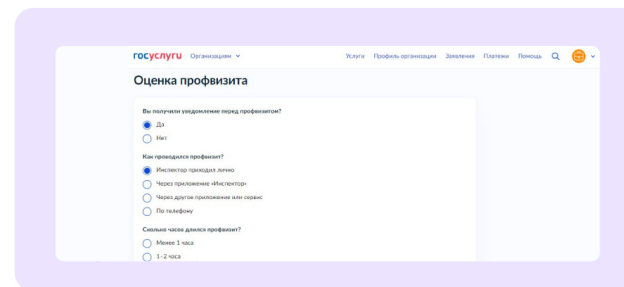 госуслуги Организациям Услуги Профиль организации Заявления Платежи Помощь
Оценка профвизита
Вы получили уведомление перед профвизитом?
Да
Нет
Как проводился профвизит?
Инспектор приходил лично
Через приложение «Инспектор»
Через другое приложение или сервис
По телефону
Сколько часов длился профвизит?
Менее 1 часа
1-2 часа